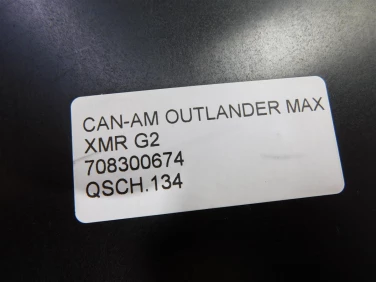 CAN-AM OUTLANDER MAX
XMR G2
708300674
QSCH.134